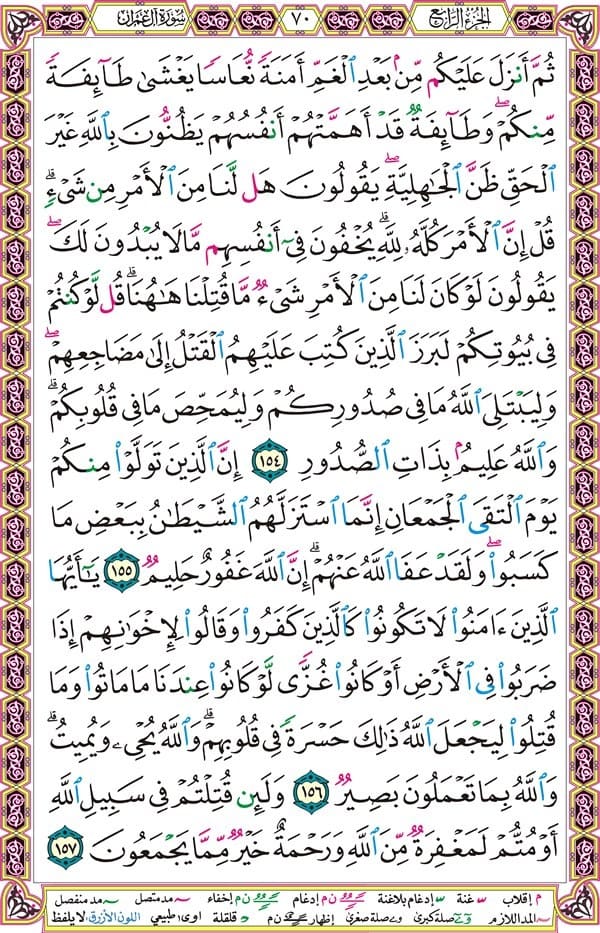 الجزء الرابع ٧٠ سورة آل عمران
ثُمَّ أَنزَلَ عَلَيْكُم مِّنۢ بَعْدِ ٱلْغَمِّ أَمَنَةً نُّعَاسًا يَغْشَىٰ طَآئِفَةً
مِّنكُمْ ۖ وَطَآئِفَةٌ قَدْ أَهَمَّتْهُمْ أَنفُسُهُمْ يَظُنُّونَ بِٱللَّهِ غَيْرَ
ٱلْحَقِّ ظَنَّ ٱلْجَٰهِلِيَّةِ ۖ يَقُولُونَ هَل لَّنَا مِنَ ٱلْأَمْرِ مِن شَىْءٍ ۗ
قُلْ إِنَّ ٱلْأَمْرَ كُلَّهُۥ لِلَّهِ ۗ يُخْفُونَ فِىٓ أَنفُسِهِم مَّا لَا يُبْدُونَ لَكَ ۖ
يَقُولُونَ لَوْ كَانَ لَنَا مِنَ ٱلْأَمْرِ شَىْءٌ مَّا قُتِلْنَا هَٰهُنَا ۗ قُل لَّوْ كُنتُمْ
فِى بُيُوتِكُمْ لَبَرَزَ ٱلَّذِينَ كُتِبَ عَلَيْهِمُ ٱلْقَتْلُ إِلَىٰ مَضَاجِعِهِمْ ۖ
وَلِيَبْتَلِىَ ٱللَّهُ مَا فِى صُدُورِكُمْ وَلِيُمَحِّصَ مَا فِى قُلُوبِكُمْ ۗ
وَٱللَّهُ عَلِيمٌۢ بِذَاتِ ٱلصُّدُورِ ١٥٤ إِنَّ ٱلَّذِينَ تَوَلَّوْا۟ مِنكُمْ
يَوْمَ ٱلْتَقَى ٱلْجَمْعَانِ إِنَّمَا ٱسْتَزَلَّهُمُ ٱلشَّيْطَٰنُ بِبَعْضِ مَا
كَسَبُوا۟ ۖ وَلَقَدْ عَفَا ٱللَّهُ عَنْهُمْ ۗ إِنَّ ٱللَّهَ غَفُورٌ حَلِيمٌ ١٥٥ يَٰٓأَيُّهَا
ٱلَّذِينَ ءَامَنُوا۟ لَا تَكُونُوا۟ كَٱلَّذِينَ كَفَرُوا۟ وَقَالُوا۟ لِإِخْوَٰنِهِمْ إِذَا
ضَرَبُوا۟ فِى ٱلْأَرْضِ أَوْ كَانُوا۟ غُزًّى لَّوْ كَانُوا۟ عِندَنَا مَا مَاتُوا۟ وَمَا
قُتِلُوا۟ لِيَجْعَلَ ٱللَّهُ ذَٰلِكَ حَسْرَةً فِى قُلُوبِهِمْ ۗ وَٱللَّهُ يُحْىِۦ وَيُمِيتُ ۗ
وَٱللَّهُ بِمَا تَعْمَلُونَ بَصِيرٌ ١٥٦ وَلَئِن قُتِلْتُمْ فِى سَبِيلِ ٱللَّهِ
أَوْ مُتُّمْ لَمَغْفِرَةٌ مِّنَ ٱللَّهِ وَرَحْمَةٌ خَيْرٌ مِّمَّا يَجْمَعُونَ ١٥٧
م إقلاب غنة إدغام بلاغنة ن م إدغام ن م إخفاء مد متصل مد منفصل
المد اللازم صلة كبرى صلة صغرى إظهار ن م قلقلة اوى؛ طبيعي اللون الأزرق؛ لا يلفظ